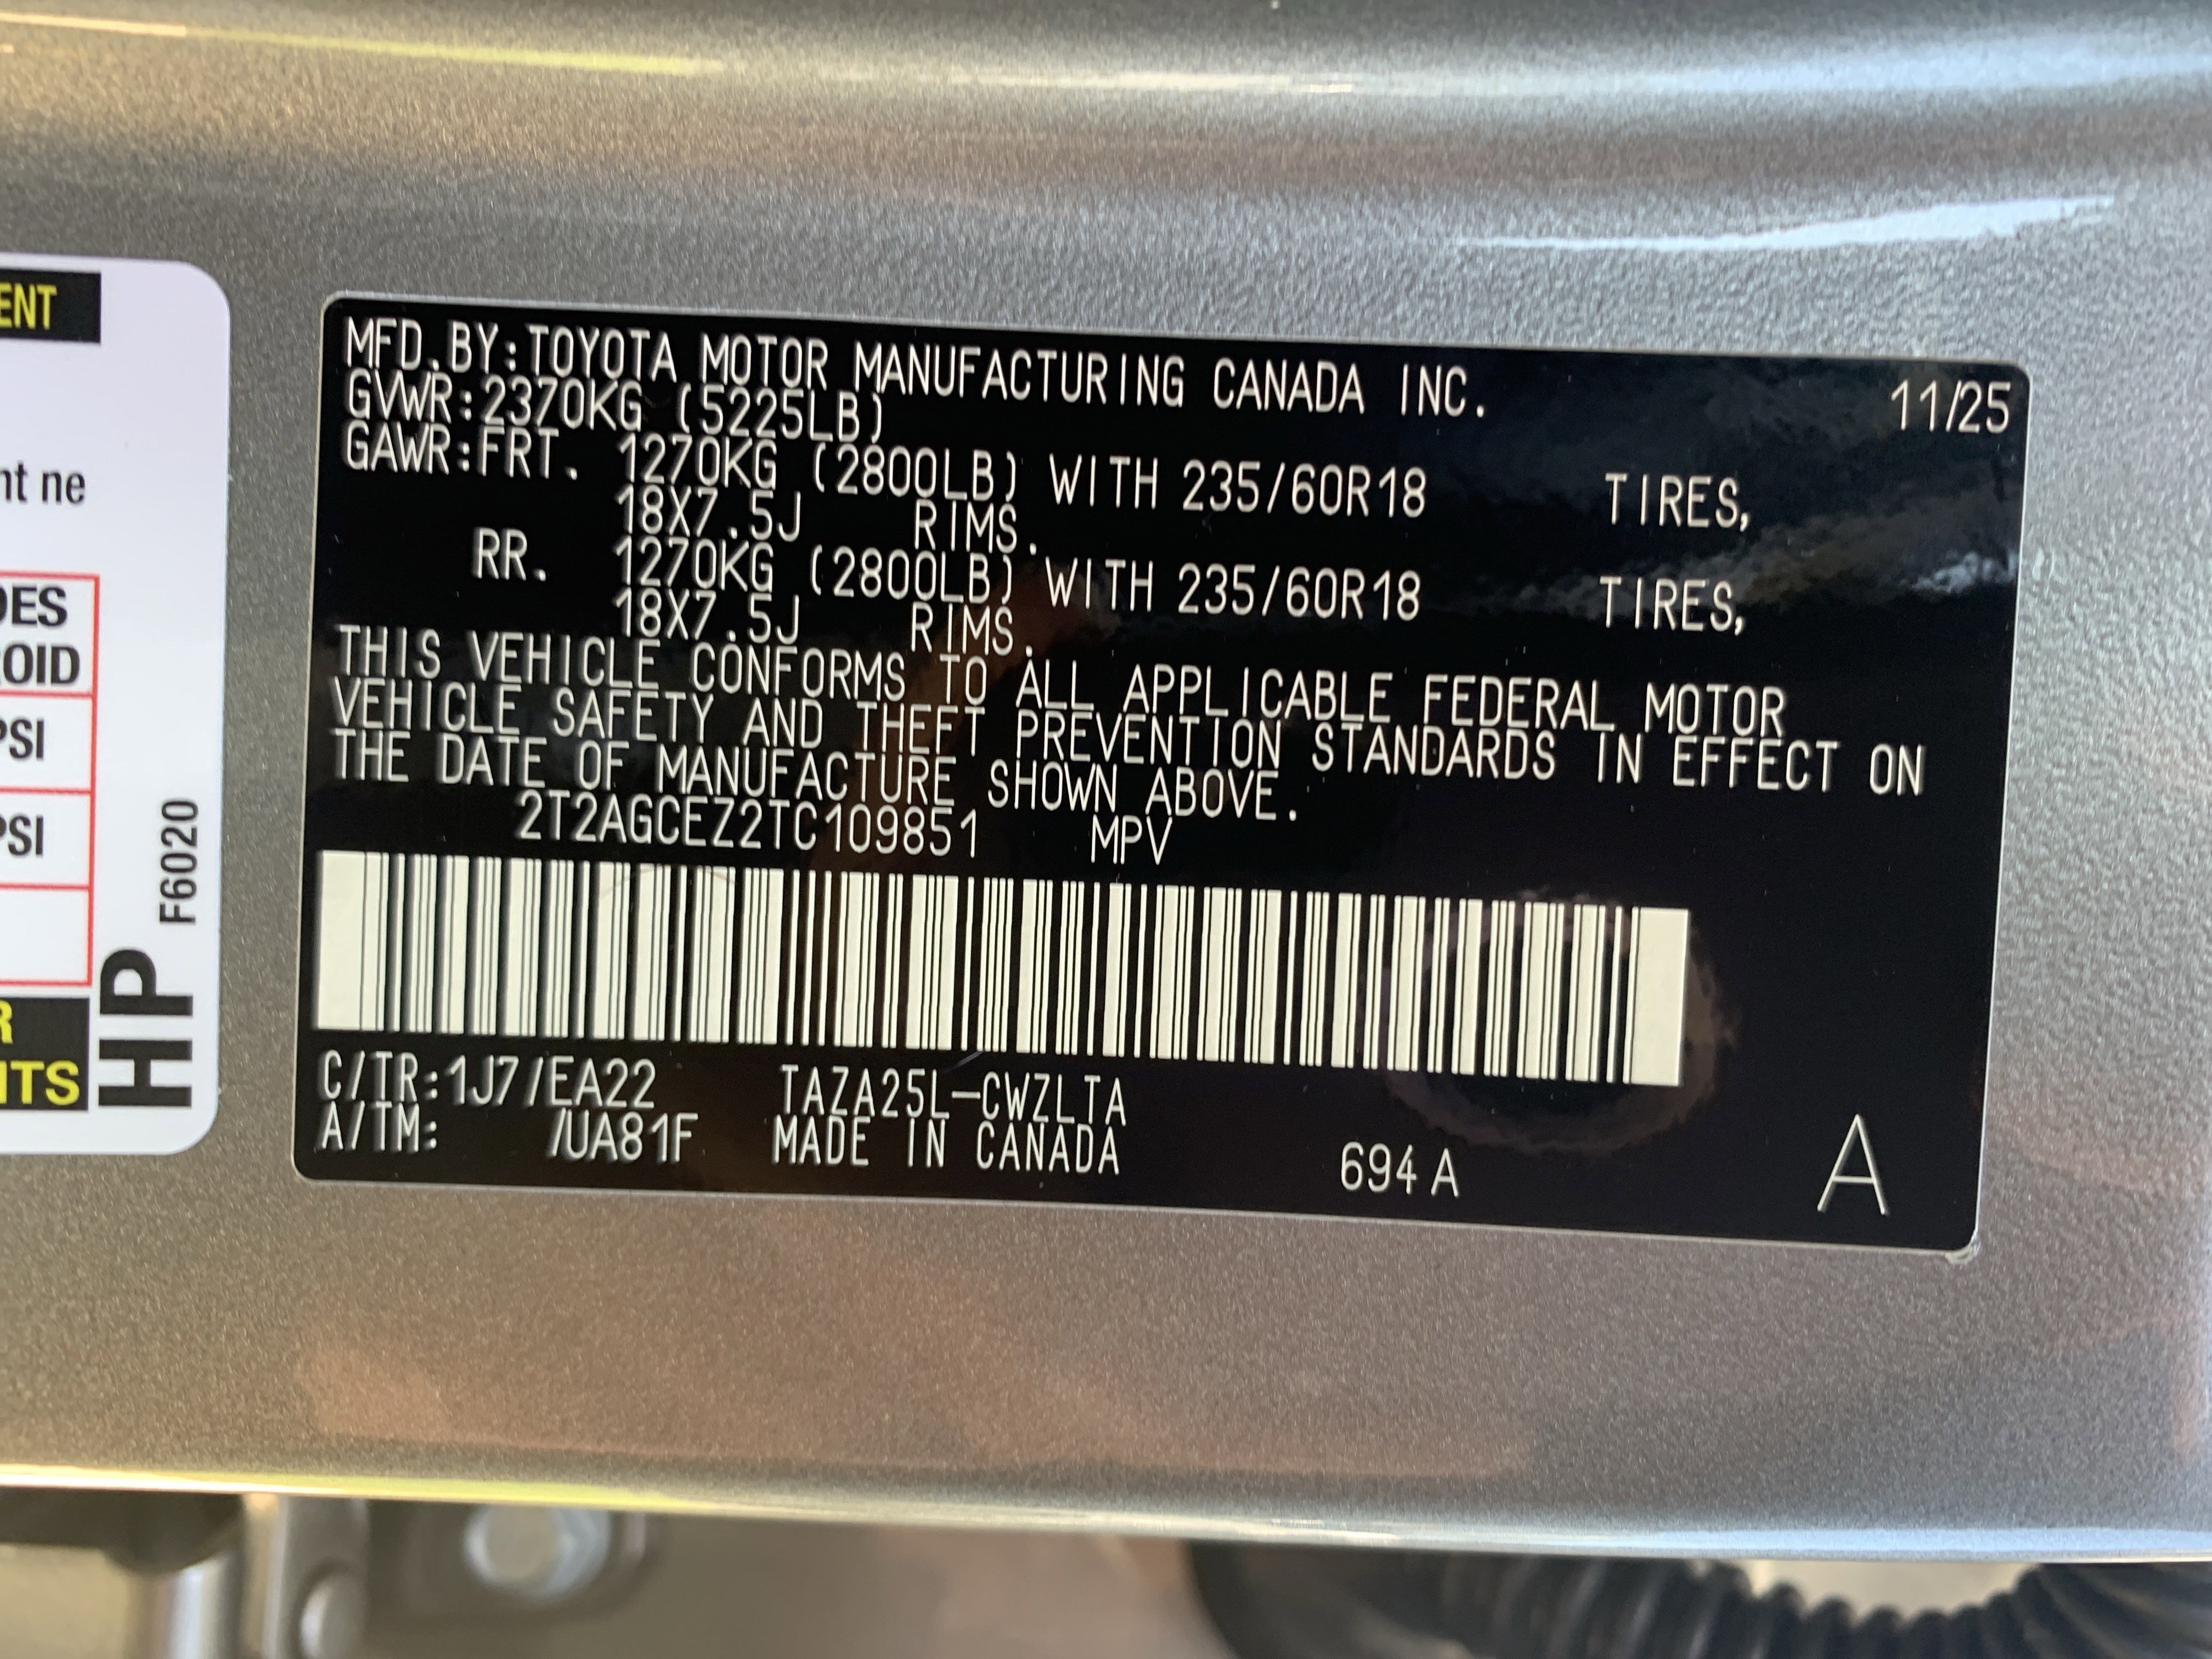 ENT
nt ne
DES
OID
PSI
PSI
R
ITS
HP
F6020
MFD.BY:TOYOTA MOTOR MANUFACTURING CANADA INC. 11/25
GVWR:2370KG (5225LB)
GAWR:FRT. 1270KG (2800LB) WITH 235/60R18 TIRES,
18X7.5J RIMS.
RR. 1270KG (2800LB) WITH 235/60R18 TIRES,
18X7.5J RIMS.
THIS VEHICLE CONFORMS TO ALL APPLICABLE FEDERAL MOTOR
VEHICLE SAFETY AND THEFT PREVENTION STANDARDS IN EFFECT ON
THE DATE OF MANUFACTURE SHOWN ABOVE.
2T2AGCEZ2TC109851 MPV
C/TR:1J7/EA22 TAZA25L-CWZLTA
A/TM: /UA81F MADE IN CANADA 694 A A